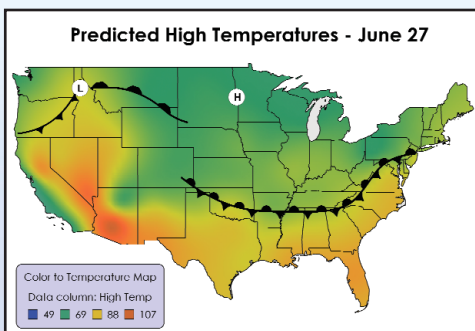 Predicted High Temperatures - June 27
L
H
Color to Temperature Map
Data column: High Temp
49 69 88 107